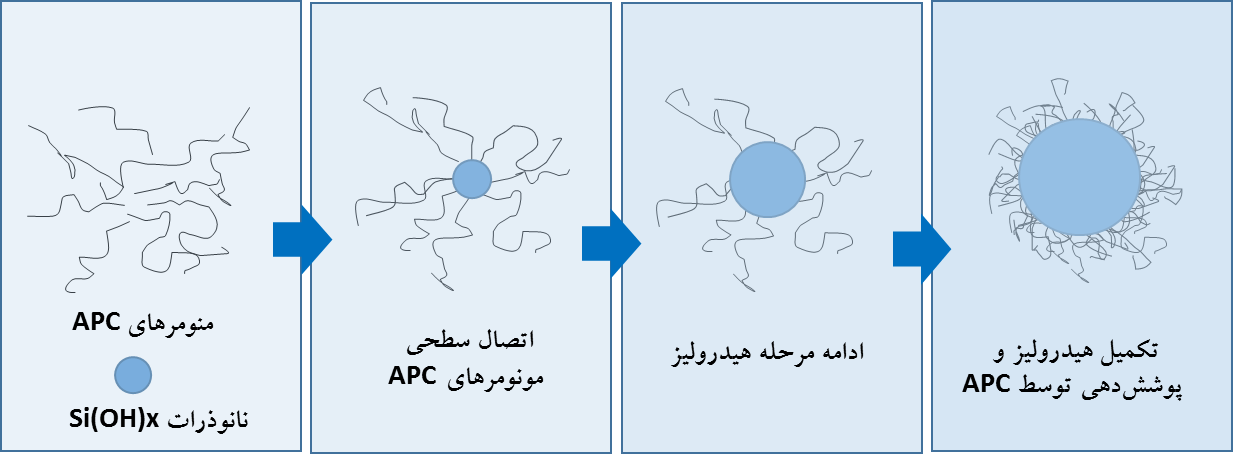 منومرهای APC
نانوذرات Si(OH)x
اتصال سطحی
مونومرهای APC
ادامه مرحله هیدرولیز
تکمیل هیدرولیز و
پوشش‌دهی توسط APC